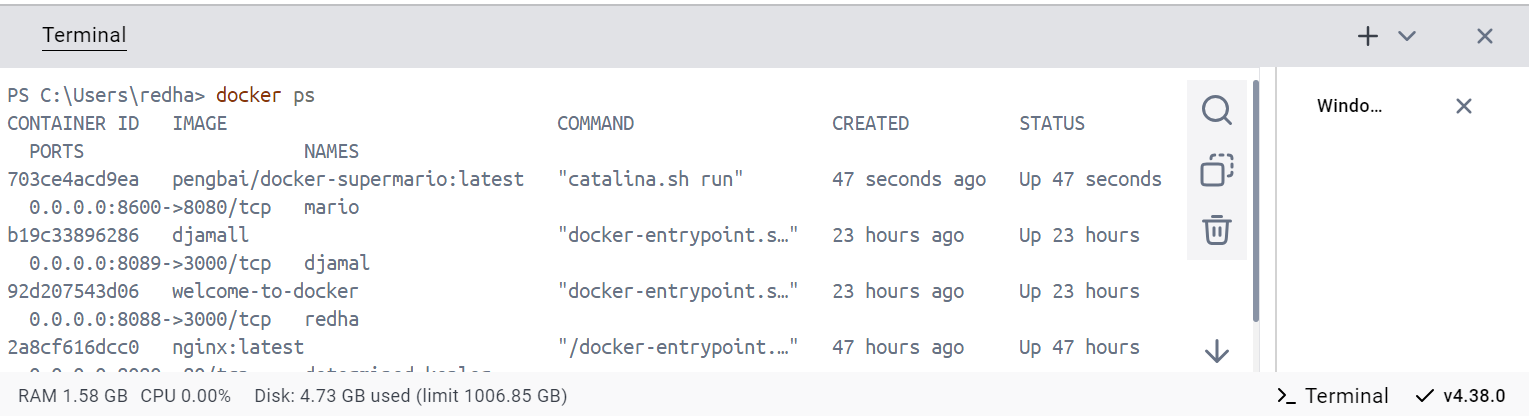 Terminal
PS C:\Users\redha> docker ps
CONTAINER ID IMAGE COMMAND CREATED STATUS
PORTS NAMES
703ce4acd9ea pengbai/docker-supermario:latest "catalina.sh run" 47 seconds ago Up 47 seconds
0.0.0.0:8600->8080/tcp mario
b19c33896286 djamall "docker-entrypoint.s…" 23 hours ago Up 23 hours
0.0.0.0:8089->3000/tcp djamal
92d207543d06 welcome-to-docker "docker-entrypoint.s…" 23 hours ago Up 23 hours
0.0.0.0:8088->3000/tcp redha
2a8cf616dcc0 nginx:latest "/docker-entrypoint.…" 47 hours ago Up 47 hours
Windo...
RAM 1.58 GB CPU 0.00% Disk: 4.73 GB used (limit 1006.85 GB) Terminal v4.38.0